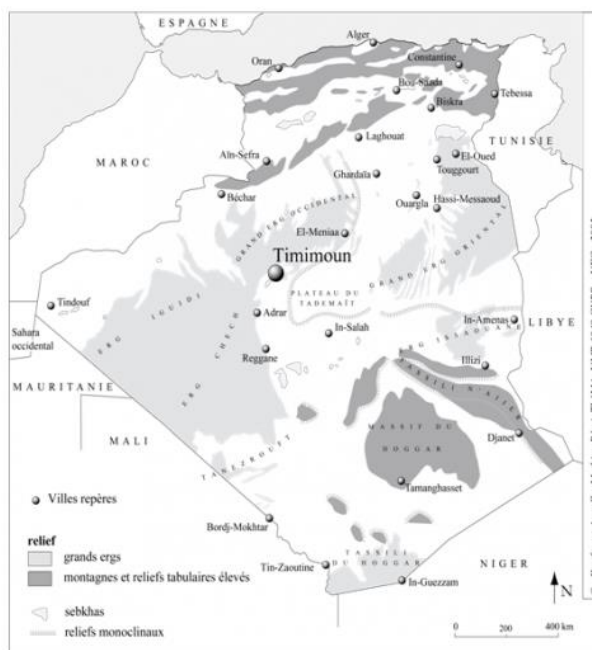 ESPAGNE
Alger
Constantine
Oran
Bou-Saâda
Tebessa
Biskra
TUNISIE
Laghouat
MAROC
Aïn-Sefra
El-Oued
Touggourt
Ghardaïa
Béchar
Ouargla
Hassi-Messaoud
GRAND ERG OCCIDENTAL
El-Meniaa
GRAND ERG ORIENTAL
Timimoun
PLATEAU DU
TADEMAÏT
Tindouf
ERG IGUIDI
Adrar
In-Salah
In-Amenas
LIBYE
Sahara
occidental
ERG CHECH
Reggane
ERG ISSAOUANE
Illizi
TASSILI N-AJJER
MAURITANIE
MALI
MASSIF DU
HOGGAR
Djanet
TANEZROUFT
Tamanghasset
Villes repères
Bordj-Mokhtar
relief
grands ergs
montagnes et reliefs tabulaires élevés
Tin-Zaoutine
TASSILI
DU HOGGAR
NIGER
In-Guezzam
N
sebkhas
reliefs monoclinaux
0 200 400 km